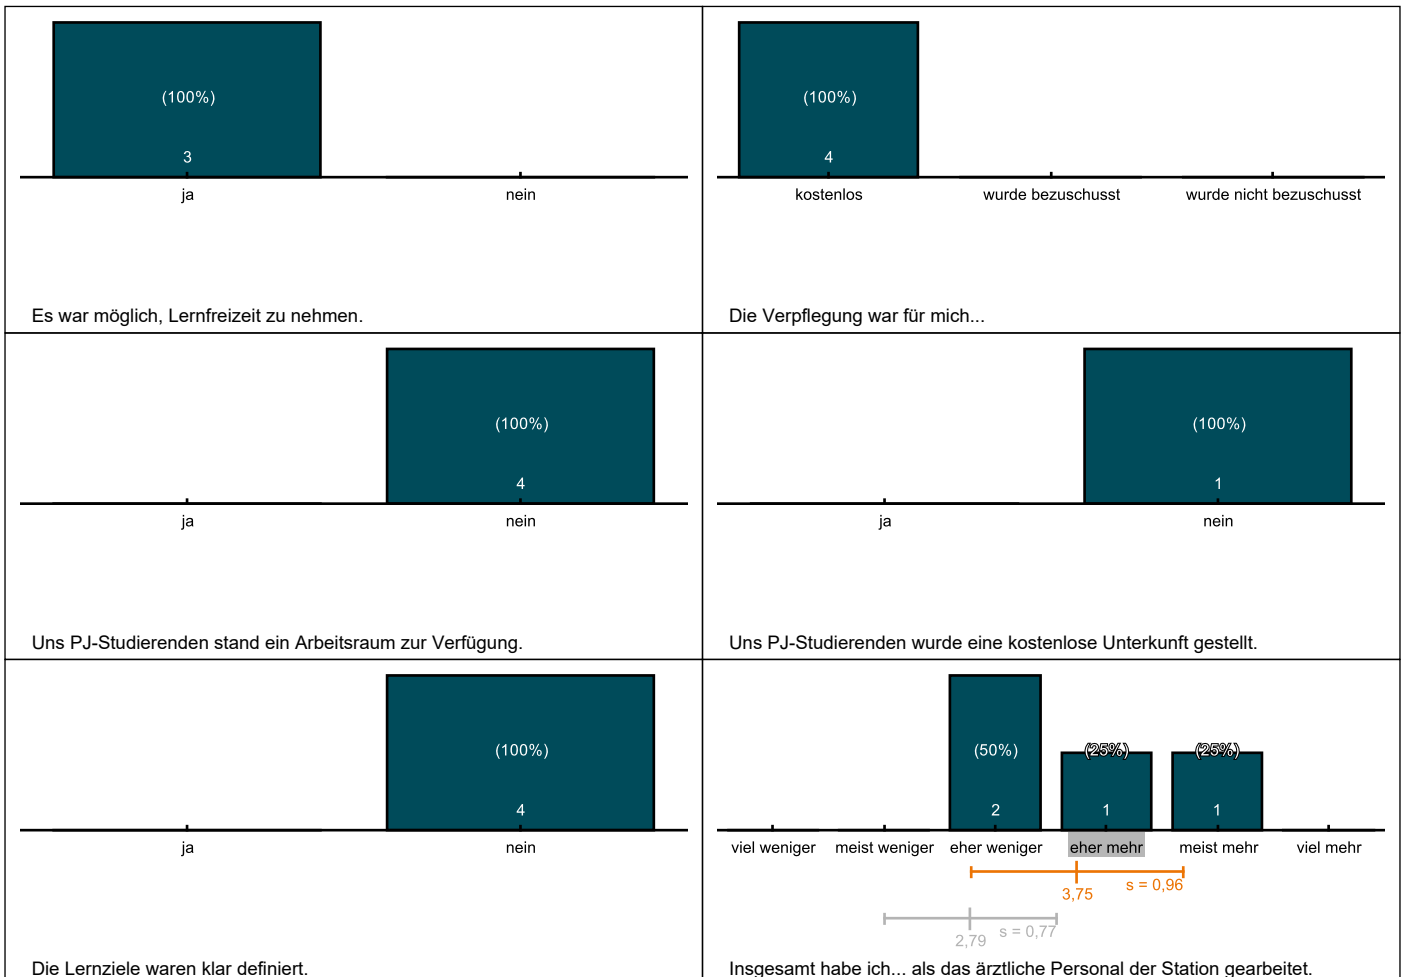 (100%)
3
ja
nein
Es war möglich, Lernfreizeit zu nehmen.
(100%)
4
kostenlos
wurde bezuschusst
wurde nicht bezuschusst
Die Verpflegung war für mich...
(100%)
4
ja
nein
Uns PJ-Studierenden stand ein Arbeitsraum zur Verfügung.
(100%)
1
ja
nein
Uns PJ-Studierenden wurde eine kostenlose Unterkunft gestellt.
(100%)
4
ja
nein
Die Lernziele waren klar definiert.
(50%)
(25%)
(25%)
2
1
1
viel weniger
meist weniger
eher weniger
eher mehr
meist mehr
viel mehr
3,75
s = 0,96
2,79
s = 0,77
Insgesamt habe ich... als das ärztliche Personal der Station gearbeitet.